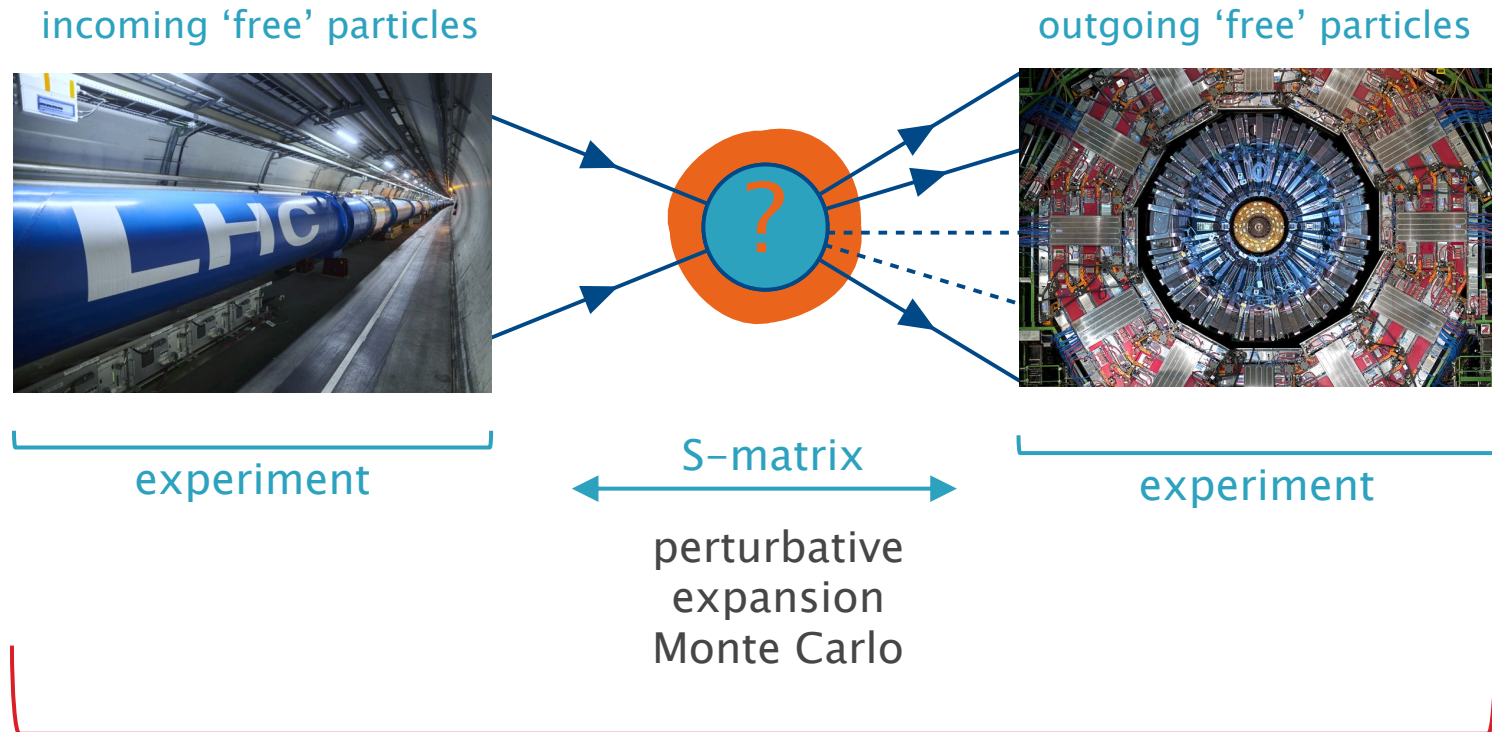 incoming ‘free’ particles
outgoing ‘free’ particles
LHC
?
experiment
S–matrix
experiment
perturbative
expansion
Monte Carlo